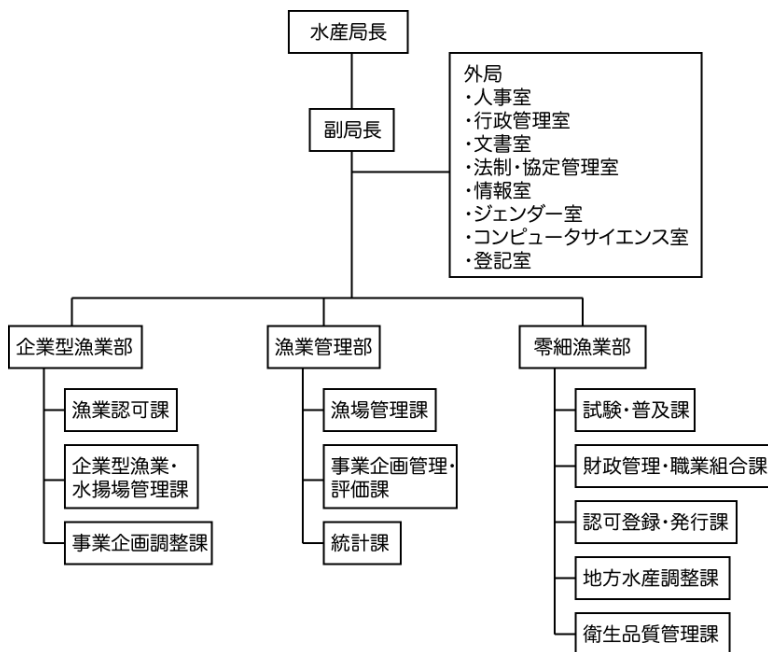 水産局長
副局長
外局
・人事室
・行政管理室
・文書室
・法制・協定管理室
・情報室
・ジェンダー室
・コンピュータサイエンス室
・登記室
企業型漁業部
漁業認可課
企業型漁業・
水揚場管理課
事業企画調整課
漁業管理部
漁場管理課
事業企画管理・
評価課
統計課
零細漁業部
試験・普及課
財政管理・職業組合課
認可登録・発行課
地方水産調整課
衛生品質管理課